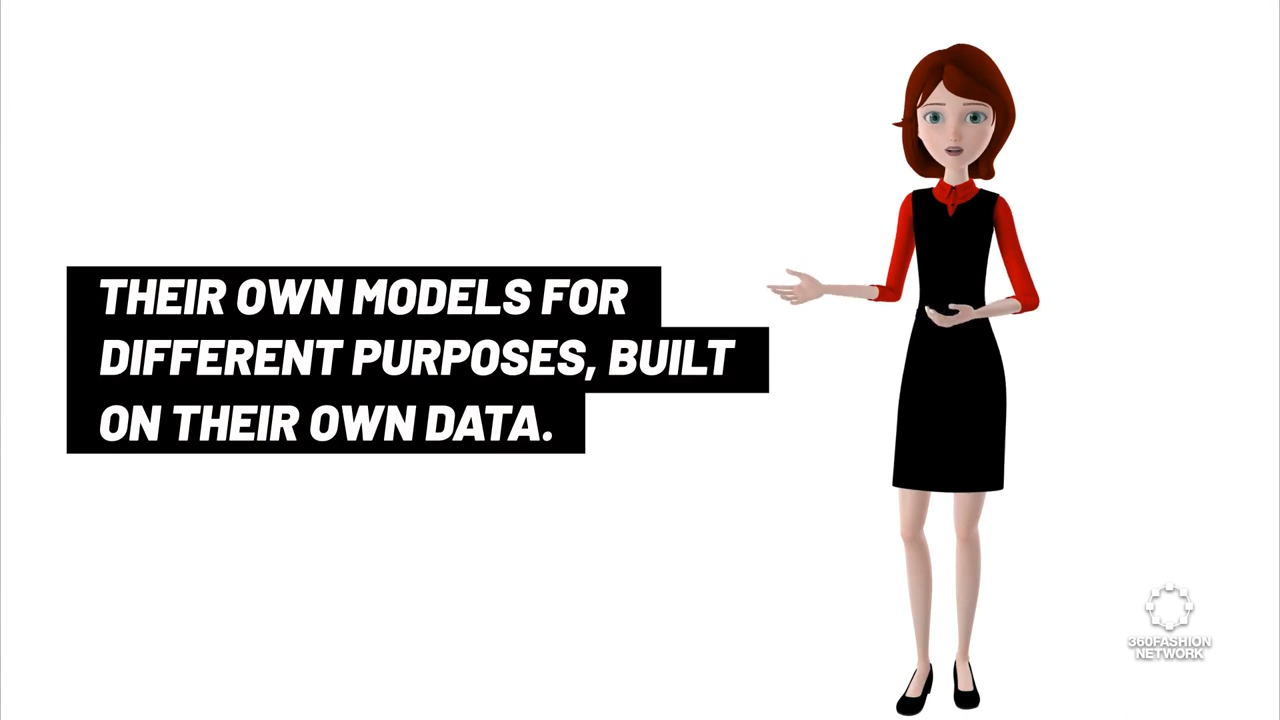 THEIR OWN MODELS FOR
DIFFERENT PURPOSES, BUILT
ON THEIR OWN DATA.
360FASHION
NETWORK